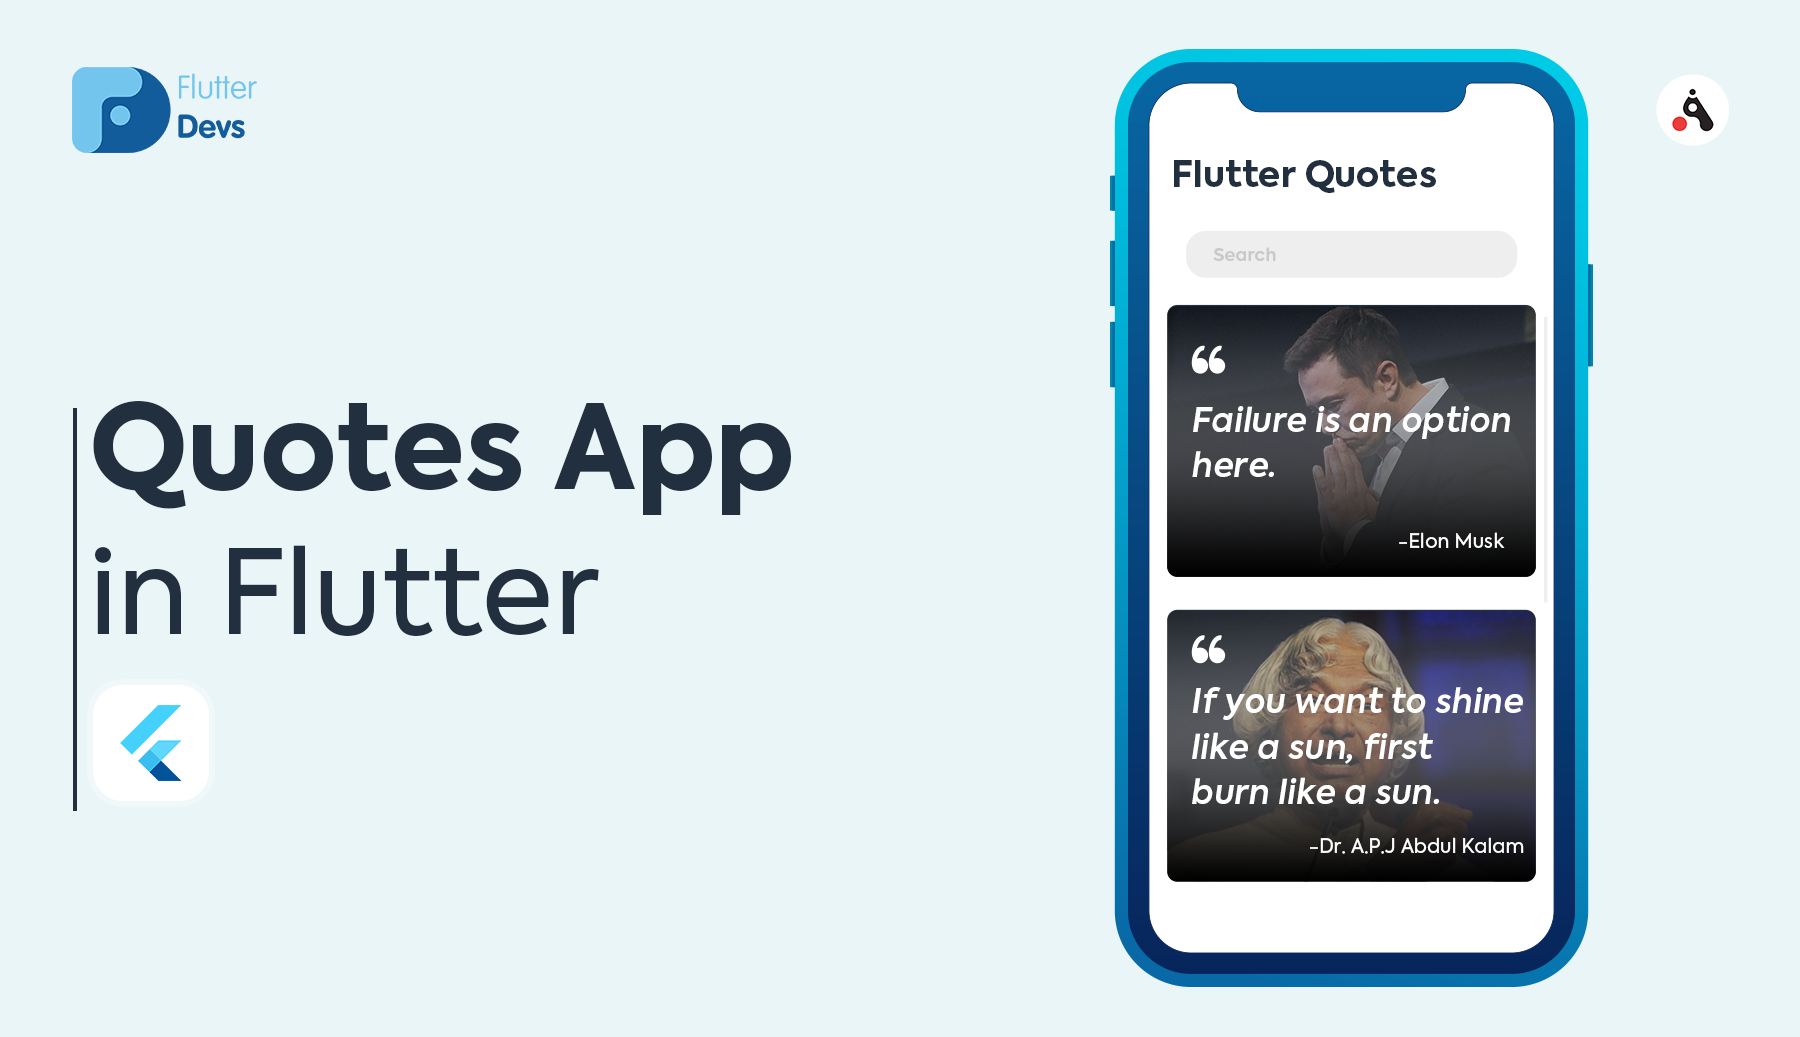 Flutter
Devs
Quotes App
in Flutter
Flutter Quotes
Search
“
Failure is an option
here.
-Elon Musk
“
If you want to shine
like a sun, first
burn like a sun.
-Dr. A.P.J Abdul Kalam